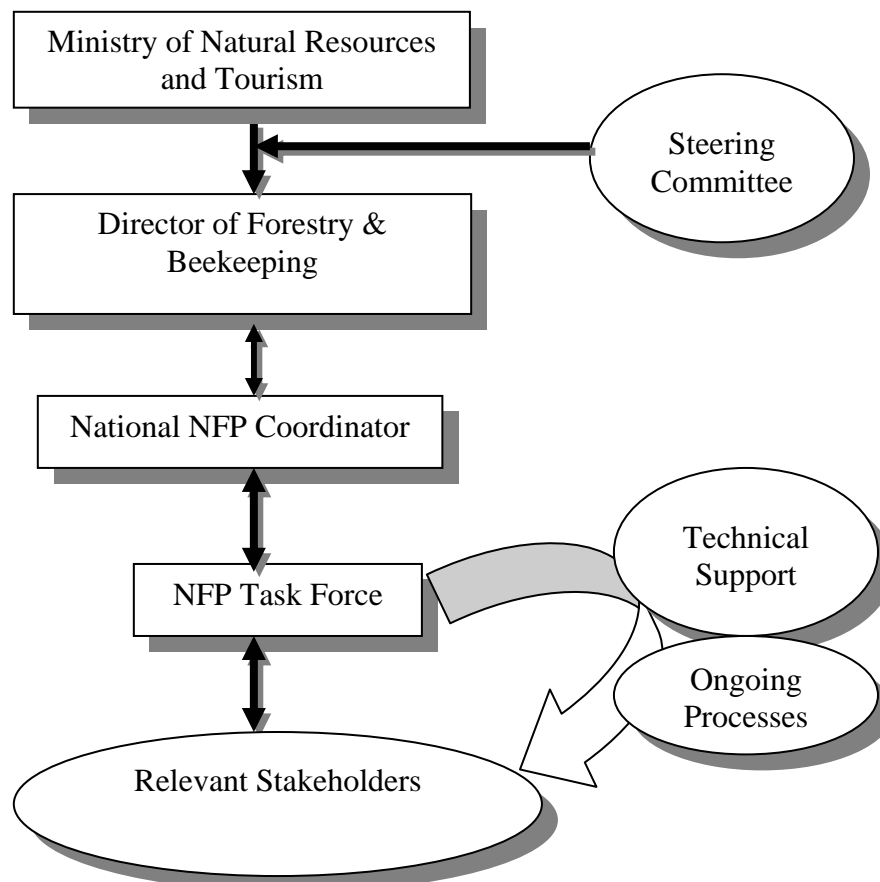 Ministry of Natural Resources
and Tourism
Steering
Committee
Director of Forestry &
Beekeeping
National NFP Coordinator
Technical
Support
NFP Task Force
Ongoing
Processes
Relevant Stakeholders